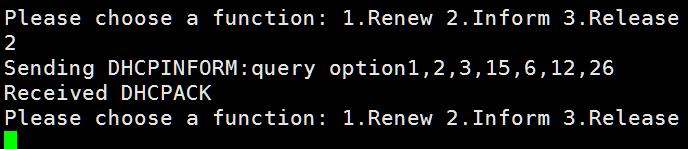 Please choose a function: 1.Renew 2.Inform 3.Release
2
Sending DHCPINFORM:query option1,2,3,15,6,12,26
Received DHCPACK
Please choose a function: 1.Renew 2.Inform 3.Release